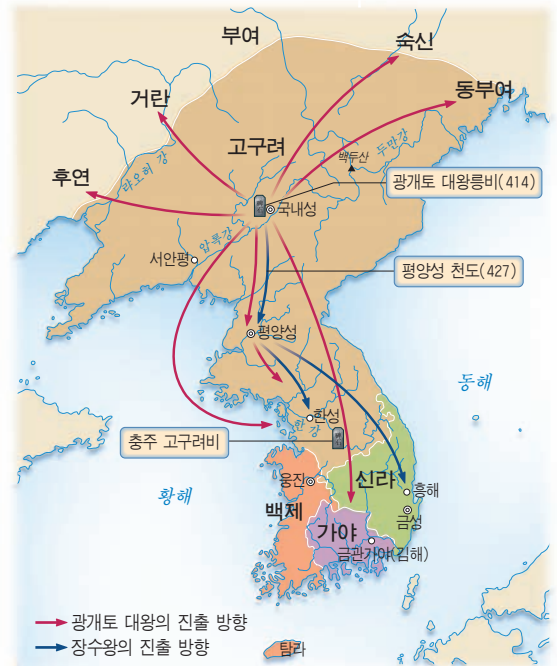 부여
숙신
거란
동부여
고구려
두만강
백두산
후연
랴오허 강
광개토 대왕릉비(414)
국내성
압록강
서안평
평양성 천도(427)
평양성
동해
한성
한강
충주 고구려비
신라
웅진
흥해
황해
백제
가야
금성
금관가야(김해)
광개토 대왕의 진출 방향
장수왕의 진출 방향
탐라